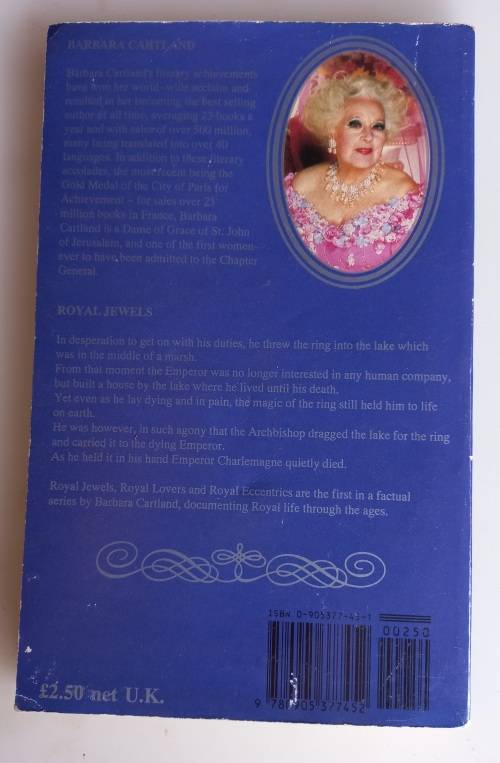 BARBARA CARTLAND
Barbara Cartland's literary achievements
have won her world-wide acclaim and
resulted in her becoming the best selling
author of all time, averaging 23 books a
year and with sales of over 500 million,
many being translated into over 40
languages. In addition to these literary
accolades, the most recent being the
Gold Medal of the City of Paris for
Achievement – for sales over 25
million books in France, Barbara
Cartland is a Dame of Grace of St. John
of Jerusalem, and one of the first women
ever to have been admitted to the Chapter
General.
ROYAL JEWELS
In desperation to get on with his duties, he threw the ring into the lake which
was in the middle of a marsh.
From that moment the Emperor was no longer interested in any human company,
but built a house by the lake where he lived until his death.
Yet even as he lay dying and in pain, the magic of the ring still held him to life
on earth.
He was however, in such agony that the Archbishop dragged the lake for the ring
and carried it to the dying Emperor.
As he held it in his hand Emperor Charlemagne quietly died.
Royal Jewels, Royal Lovers and Royal Eccentrics are the first in a factual
series by Barbara Cartland, documenting Royal life through the ages.
ISBN 0-905377-45-1
00250
9 780905 377452
£2.50 net U.K.